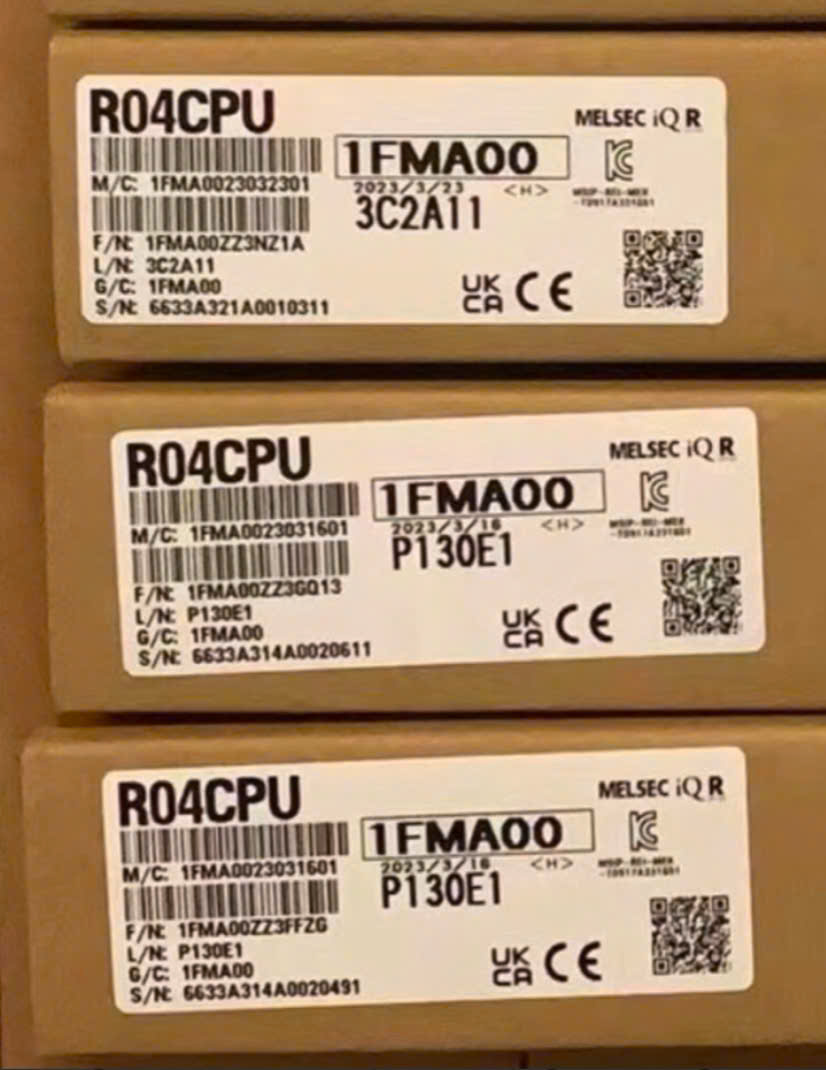 R04CPU
MELSEC iQ R
1FMA00
M/C: 1FMA0023032301
2023/3/23 <H>
3C2A11
F/N: 1FMA00ZZ3NZ1A
L/N: 3C2A11
G/C: 1FMA00
S/N: 6633A321A0010311
UK CA CE
R04CPU
MELSEC iQ R
1FMA00
M/C: 1FMA0023031601
2023/3/16 <H>
P130E1
F/N: 1FMA00ZZ3GQ13
L/N: P130E1
G/C: 1FMA00
S/N: 6633A314A0020611
UK CA CE
R04CPU
MELSEC iQ R
1FMA00
M/C: 1FMA0023031601
2023/3/16 <H>
P130E1
F/N: 1FMA00ZZ3FFZG
L/N: P130E1
G/C: 1FMA00
S/N: 6633A314A0020491
UK CA CE